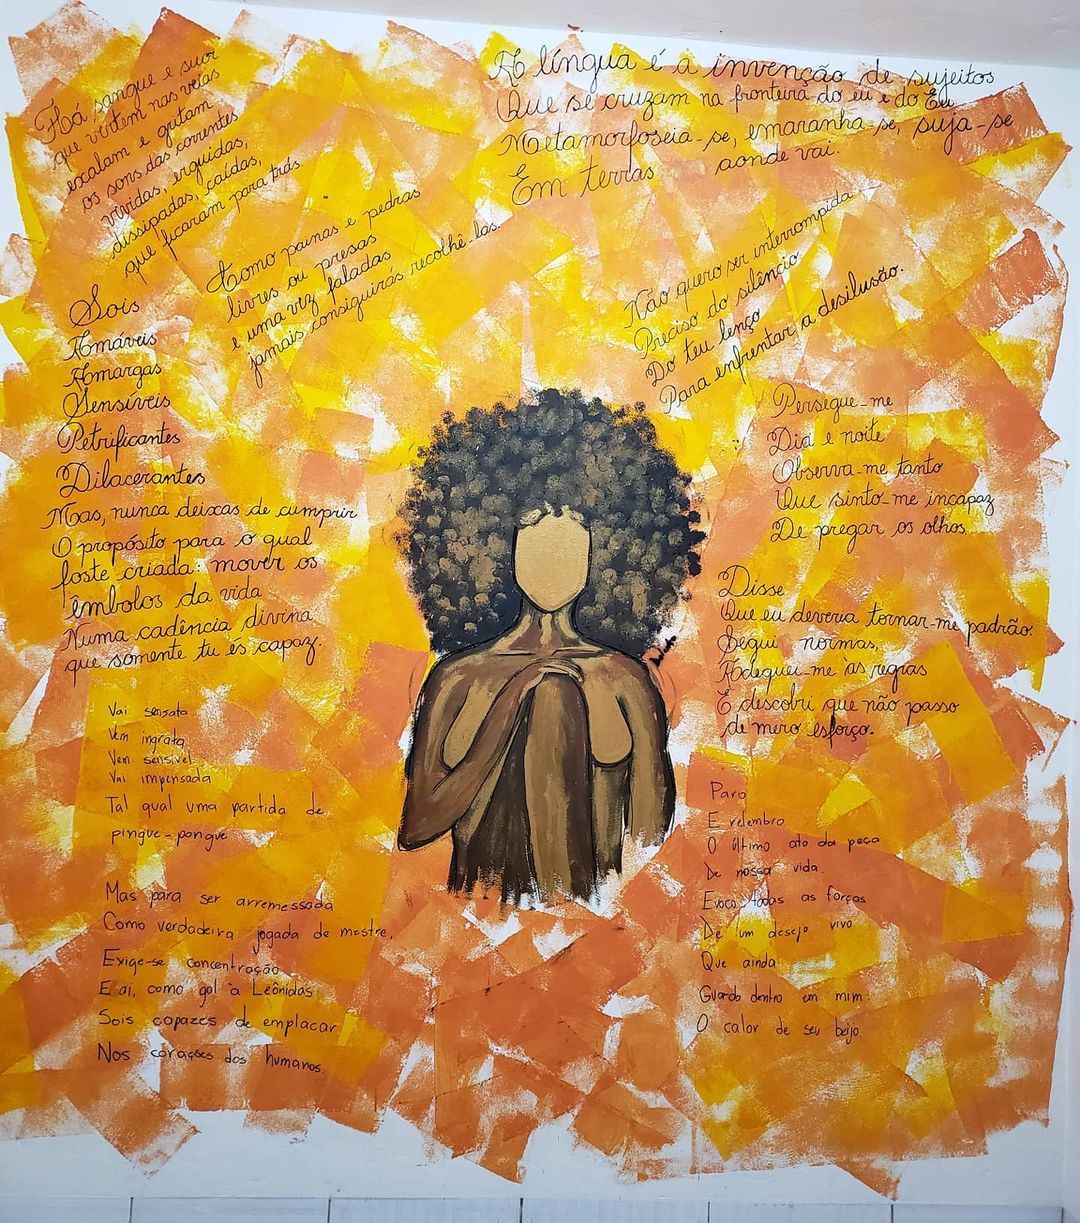 Há sangue e suor
que vertem nas veias
exalam e gritam
os sons das correntes
vividas, erguidas,
dissipadas, caídas,
que ficaram para trás
Como painas e pedras
livres ou presas
e uma vez faladas
jamais conseguirás recolhê-las
Sois
Amáveis
Amargas
Sensíveis
Petrificantes
Dilacerantes
Mas, nunca deixas de cumprir
O propósito para o qual
foste criada: mover os
êmbolos da vida
Numa cadência divina
que somente tu és capaz.
Vai sensata
Vem ingrata
Vem sensível
Vai impensada
Tal qual uma partida de
pingue-pongue
Mas para ser arremessada
Como verdadeira jogada de mestre,
Exige-se concentração
E aí, como gol à Leônidas
Sois capazes de emplacar
Nos corações dos humanos.
A língua é a invenção de sujeitos
Que se cruzam na fronteira do eu e do Eu
Metamorfoseia-se, emaranha-se, suja-se
Em terras aonde vai.
Não quero ser interrompida
Preciso do silêncio
Do teu lenço
Para enfrentar a desilusão.
Persegue-me
Dia e noite
Observa-me tanto
Que sinto-me incapaz
De pregar os olhos
Disse
Que eu deveria tornar-me padrão.
Segui normas,
Adequei-me às regras
E descobri que não passo
de mero esforço.
Paro
E relembro
O último ato da peça
De nossa vida.
Evoco todas as forças
De um desejo vivo
Que ainda
Guardo dentro em mim:
O calor de seu beijo